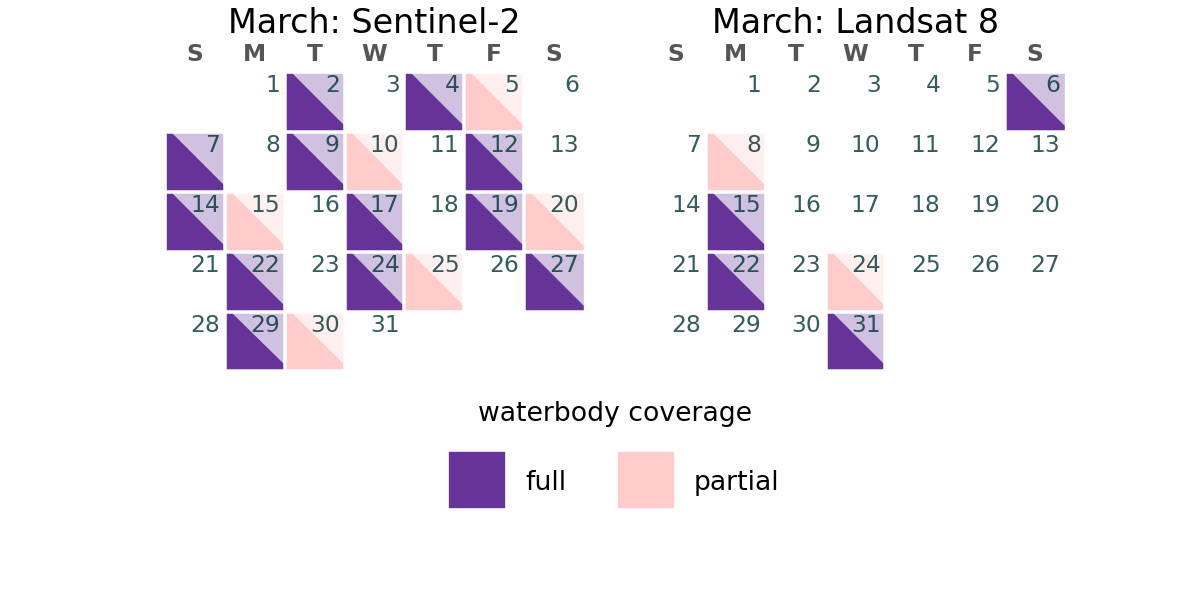 March: Sentinel-2
S M T W T F S
1 2 3 4 5 6
7 8 9 10 11 12 13
14 15 16 17 18 19 20
21 22 23 24 25 26 27
28 29 30 31
March: Landsat 8
S M T W T F S
1 2 3 4 5 6
7 8 9 10 11 12 13
14 15 16 17 18 19 20
21 22 23 24 25 26 27
28 29 30 31
waterbody coverage
full partial